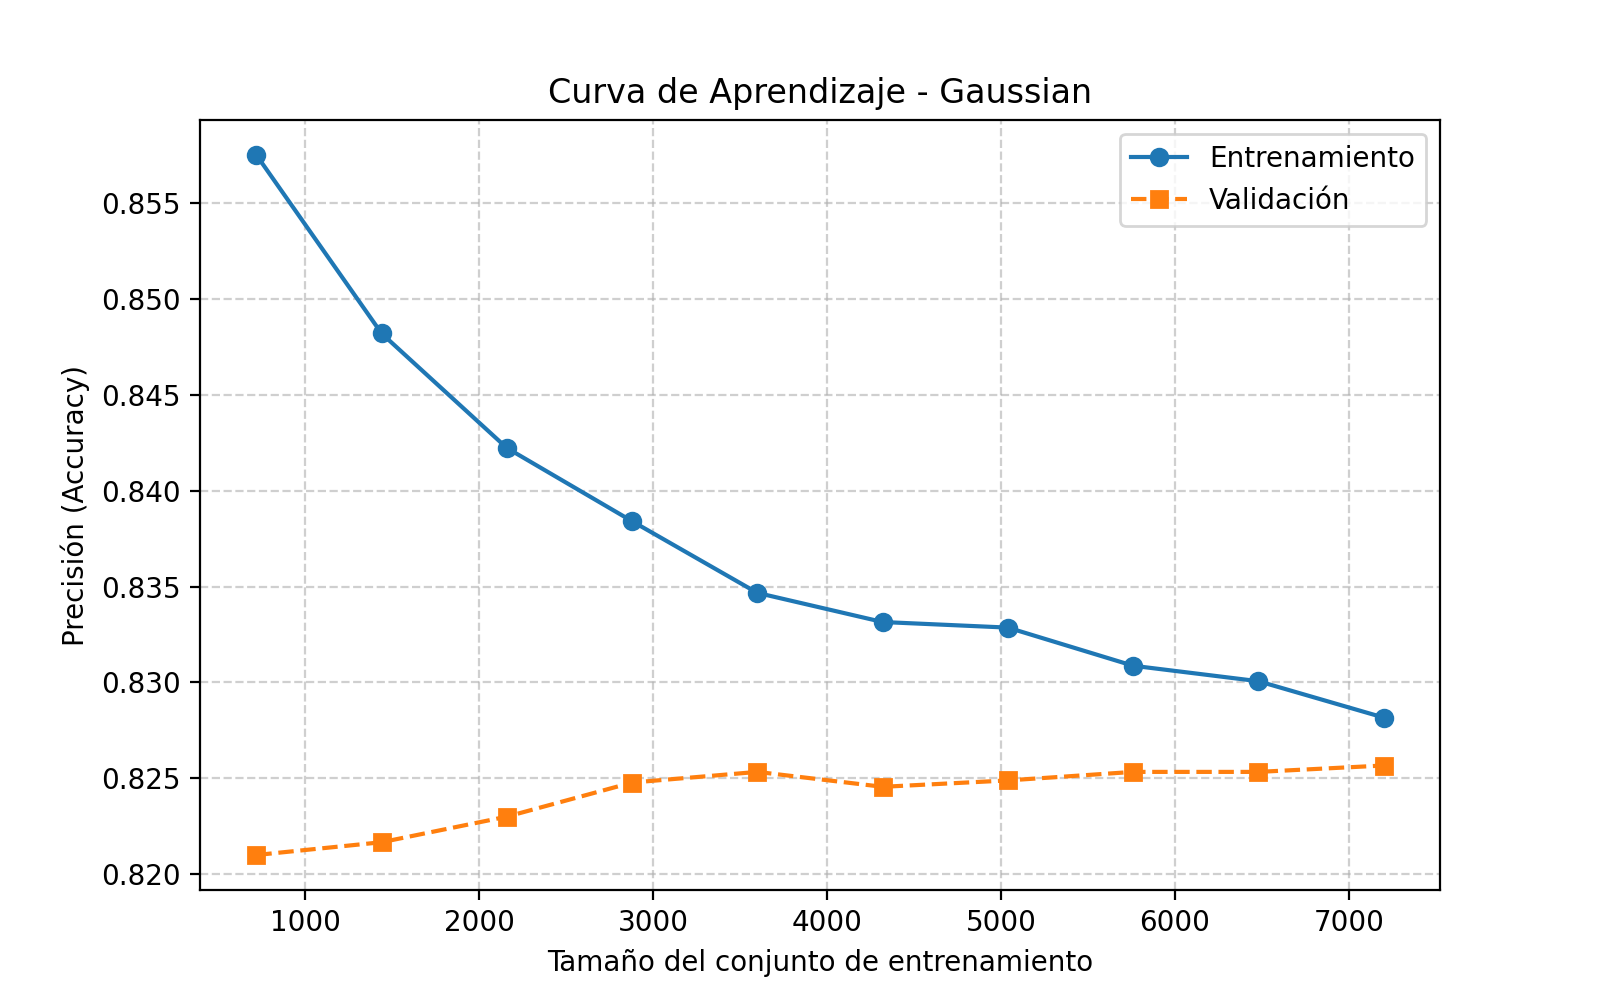 Curva de Aprendizaje - Gaussian
Entrenamiento
Validación
0.855
0.850
0.845
0.840
0.835
0.830
0.825
0.820
Precisión (Accuracy)
1000 2000 3000 4000 5000 6000 7000
Tamaño del conjunto de entrenamiento